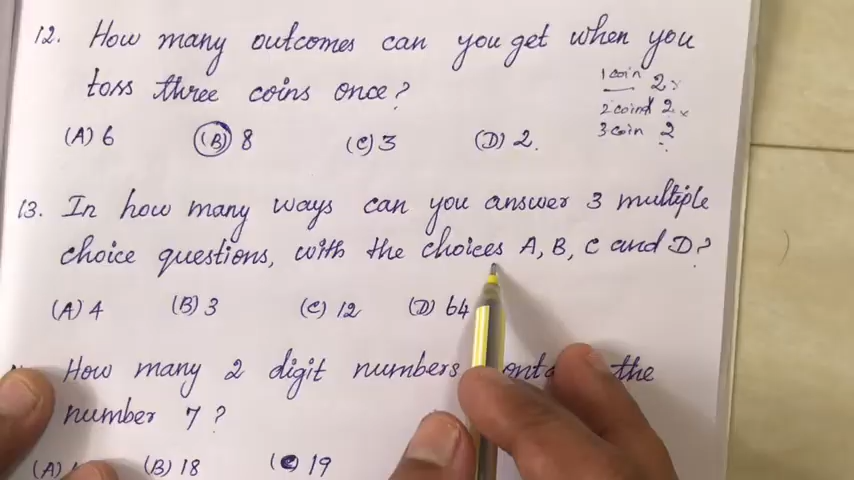 12. How many outcomes can you get when you
toss three coins once?
1 coin 2x
2 coin 2x
3 coin 2
(A) 6 (B) 8 (C) 3 (D) 2.
13. In how many ways can you answer 3 multiple
choice questions, with the choices A, B, C and D?
(A) 4 (B) 3 (C) 12 (D) 64
How many 2 digit numbers the
number 7?
(A) (B) 18 (C) 19